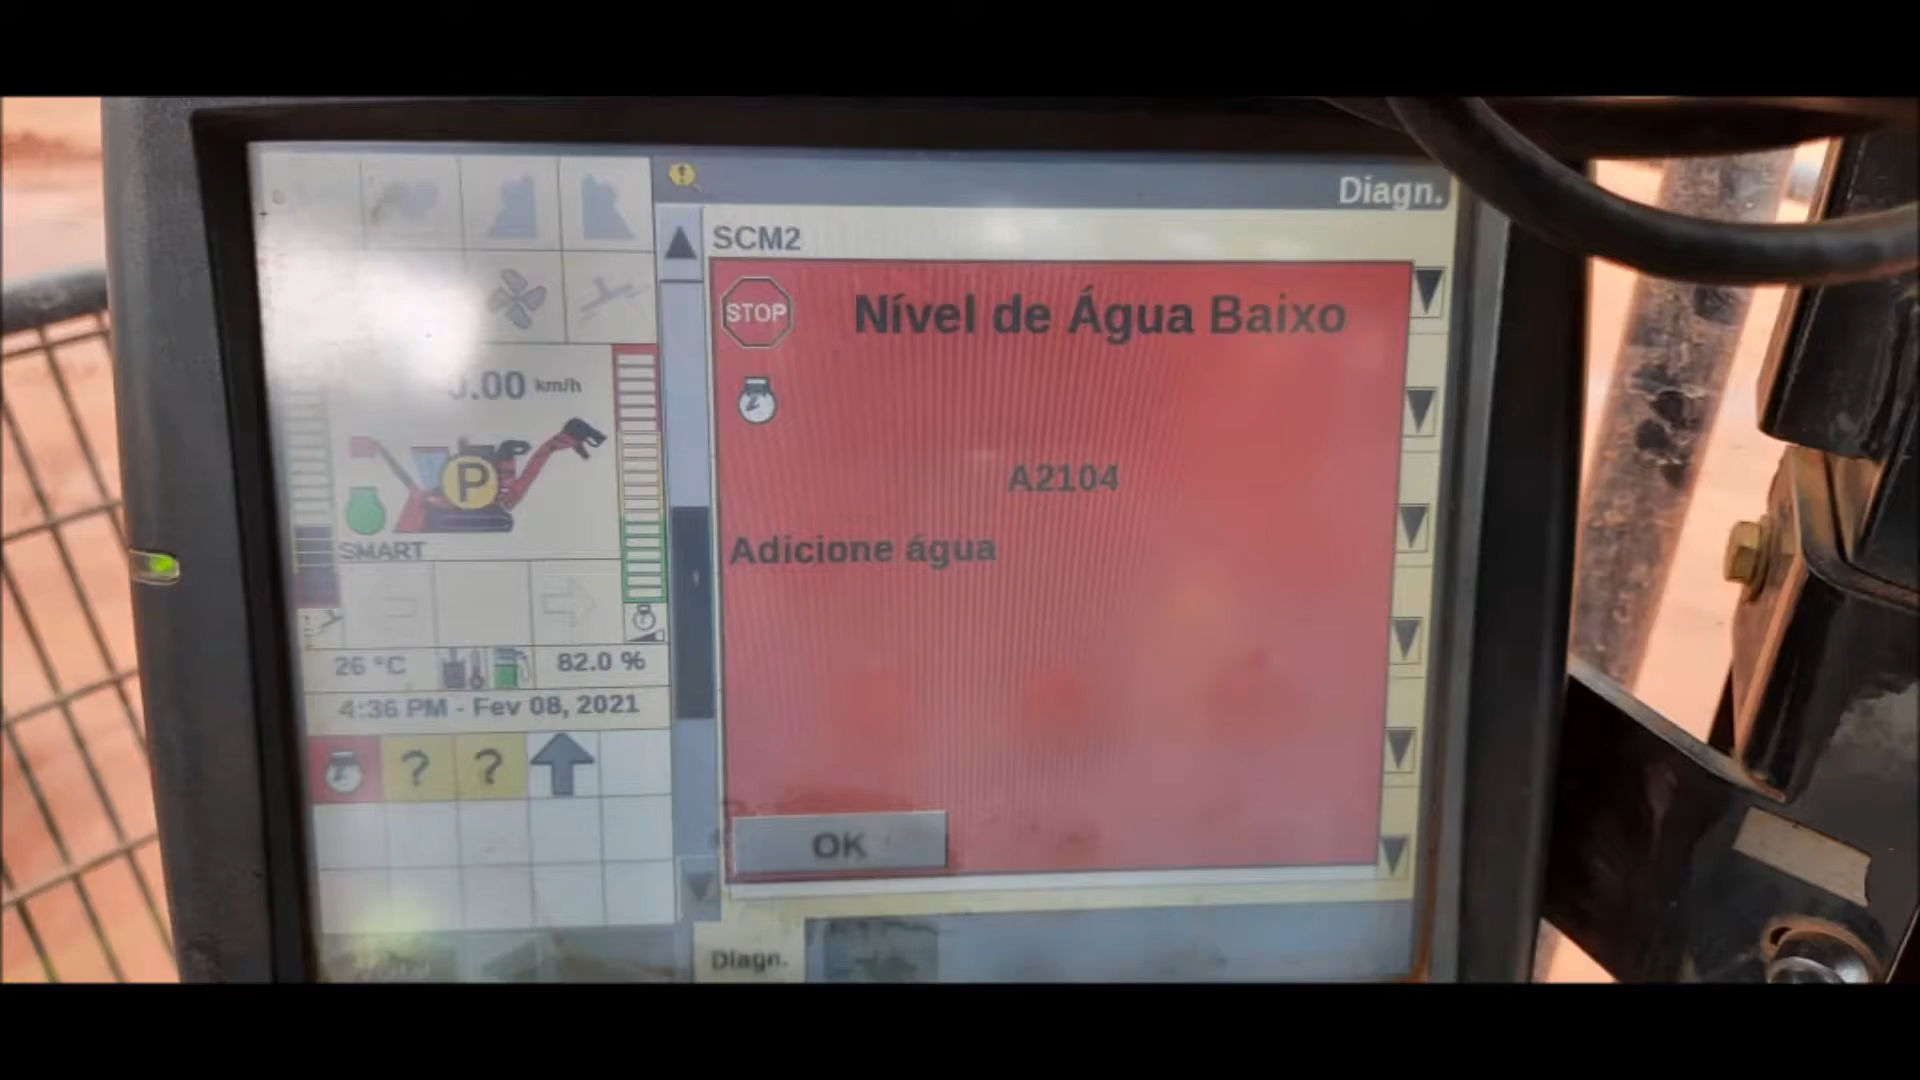 Diagn.
SCM2
STOP
Nível de Água Baixo
A2104
Adicione água
OK
Diagn.
.00 km/h
P
SMART
26 °C
82.0 %
4:36 PM - Fev 08, 2021
? ?